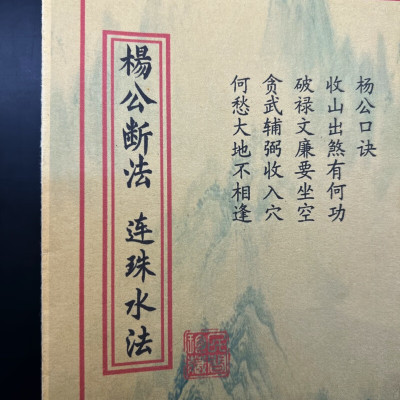 杨公口诀
收山出煞有何功
破禄文廉要坐空
贪武辅弼收入穴
何愁大地不相逢
楊公断法 连珠水法